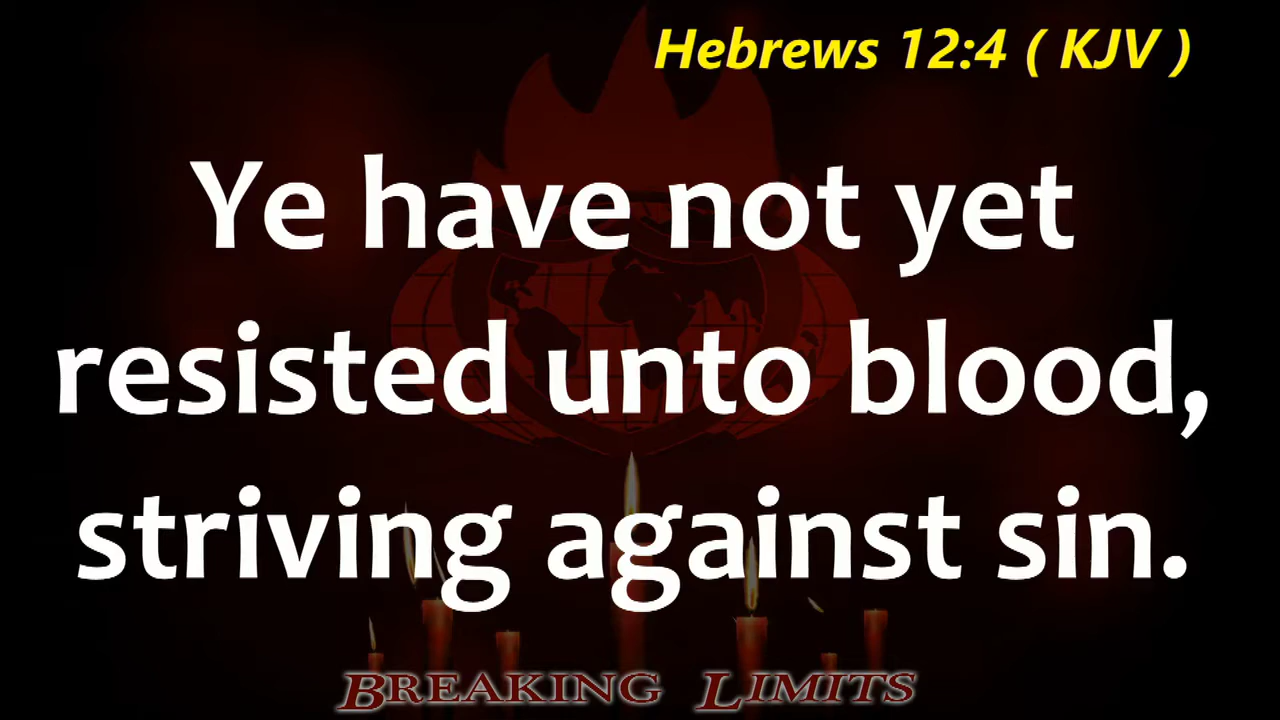 Hebrews 12:4 ( KJV )
Ye have not yet
resisted unto blood,
striving against sin.
BREAKING LIMITS